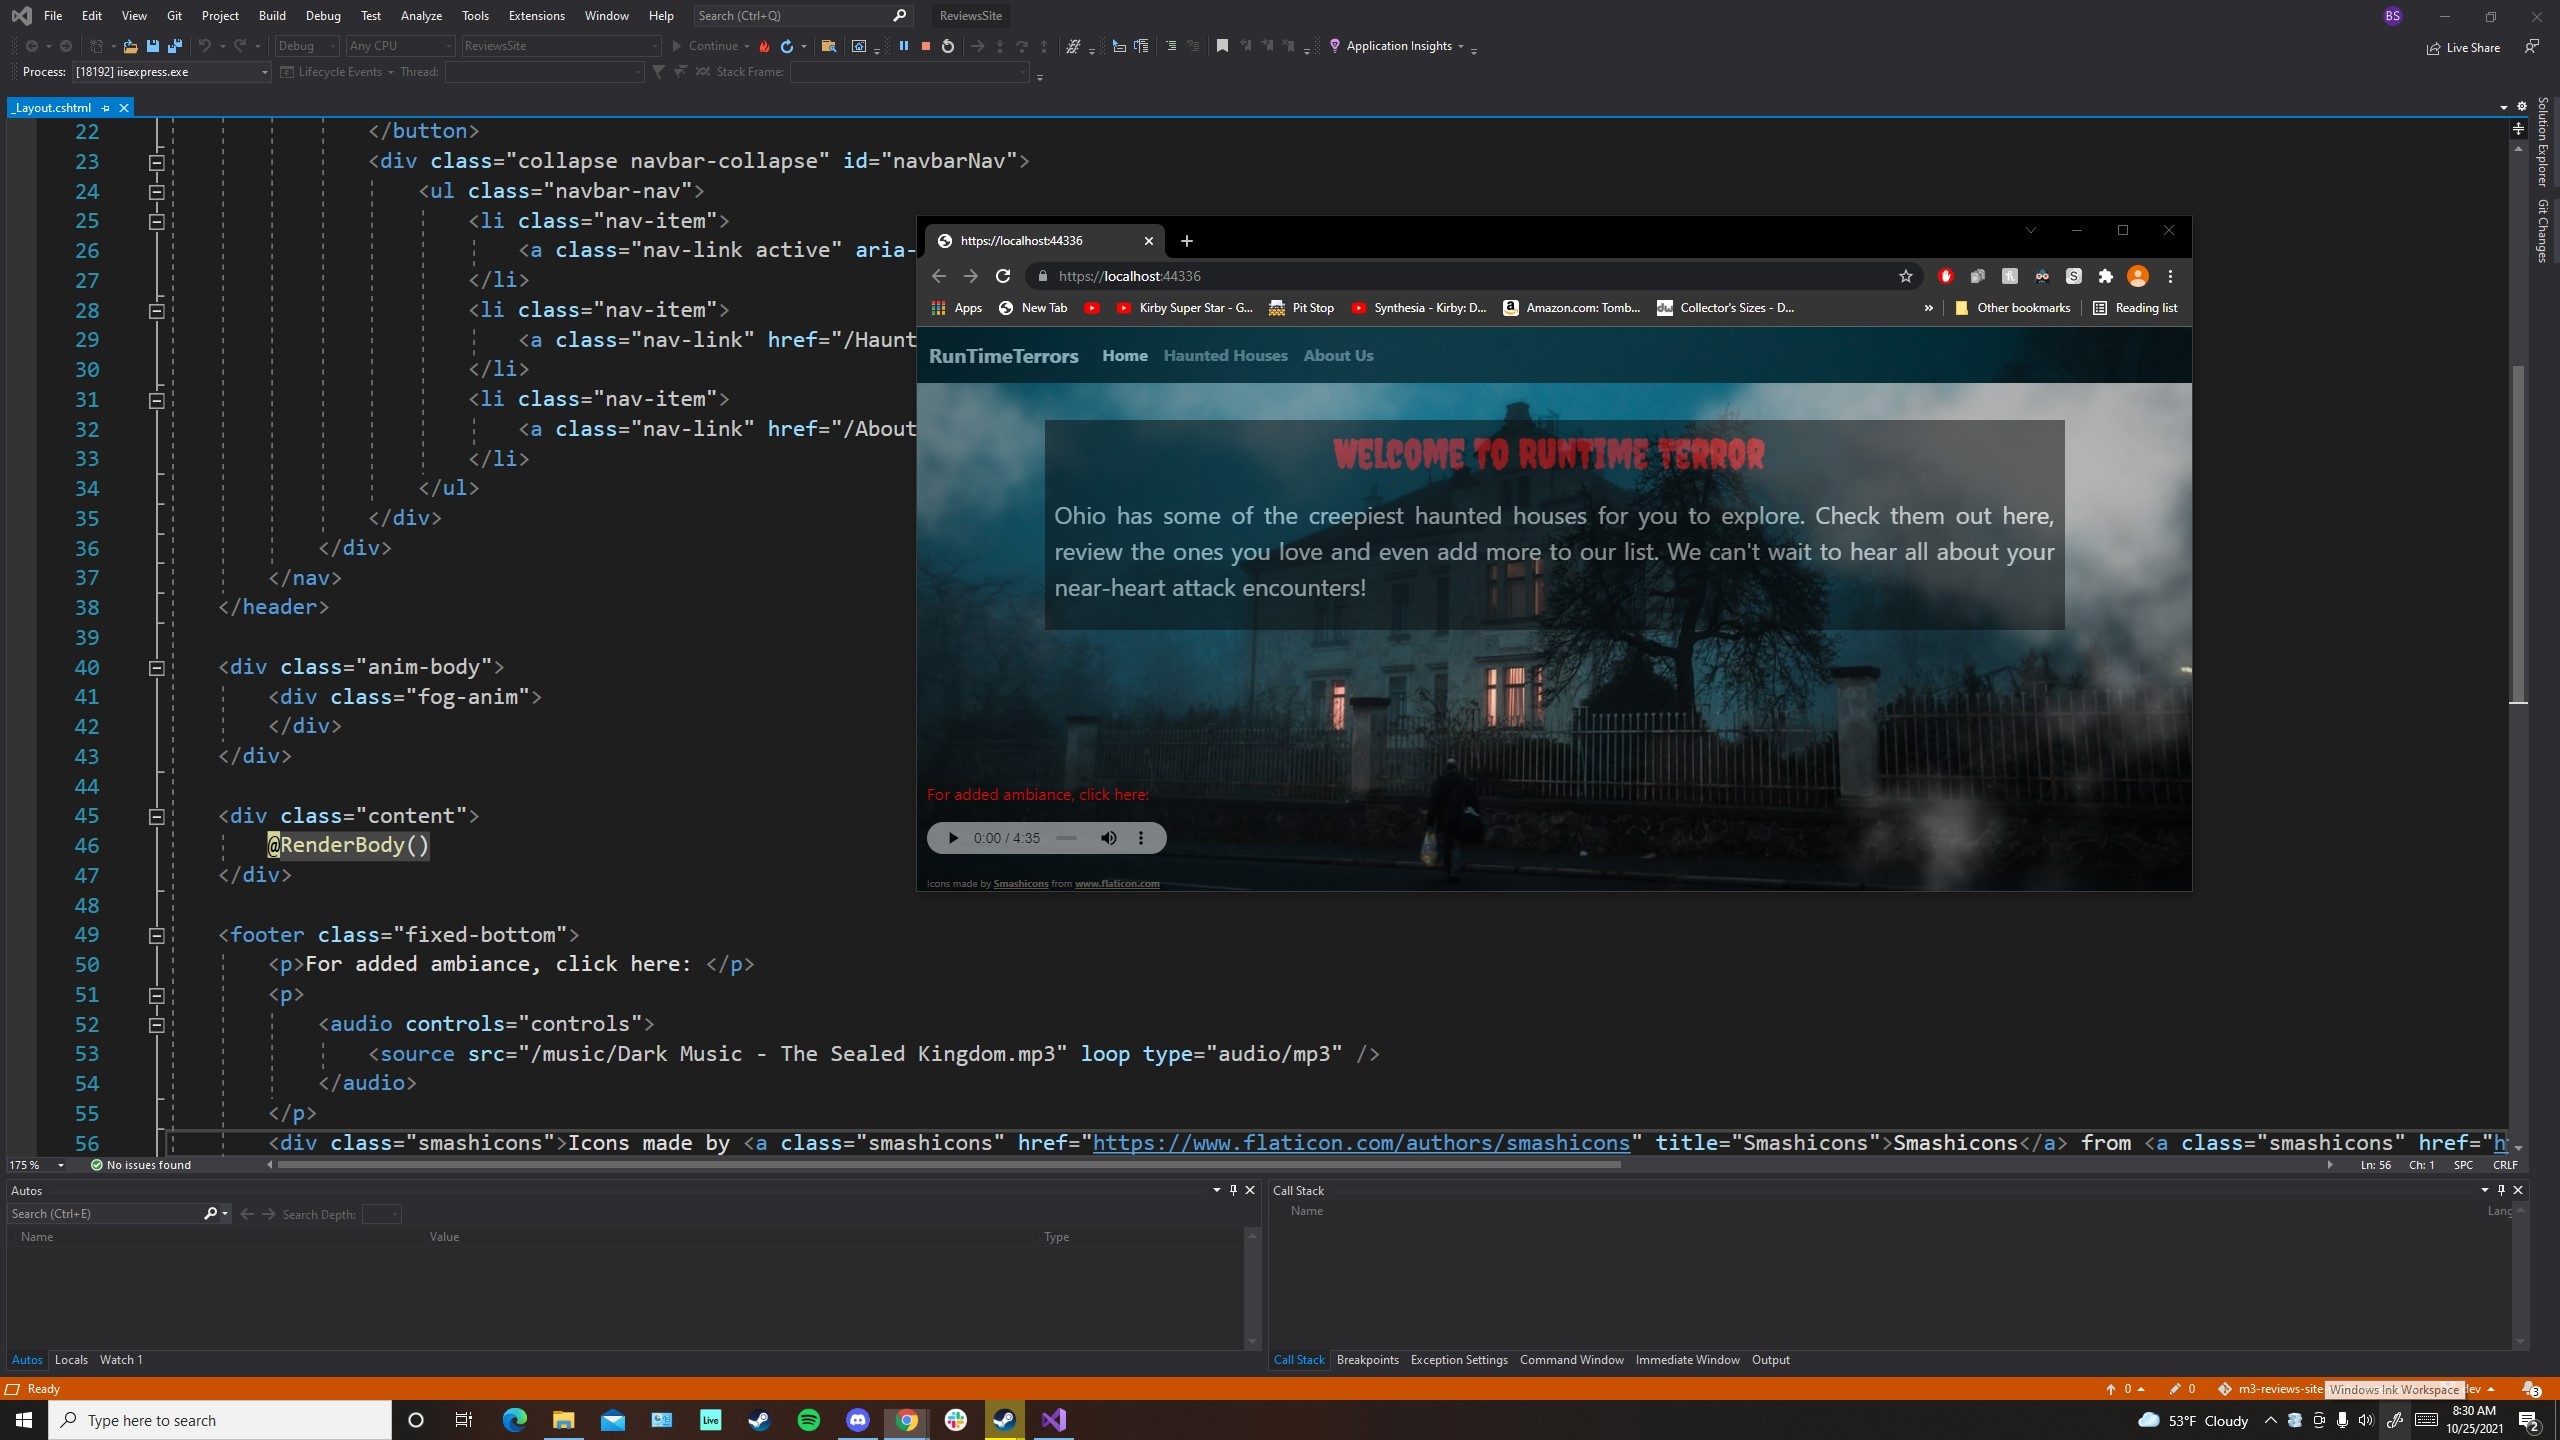 File Edit View Git Project Build Debug Test Analyze Tools Extensions Window Help Search (Ctrl+Q) ReviewsSite BS
Debug Any CPU ReviewsSite Continue Application Insights Live Share
Process: [18192] iisexpress.exe Lifecycle Events Thread: Stack Frame:
_Layout.cshtml
Solution Explorer
Git Changes
22 </button>
23 <div class="collapse navbar-collapse" id="navbarNav">
24 <ul class="navbar-nav">
25 <li class="nav-item">
26 <a class="nav-link active" aria-
27 </li>
28 <li class="nav-item">
29 <a class="nav-link" href="/Haunt
30 </li>
31 <li class="nav-item">
32 <a class="nav-link" href="/About
33 </li>
34 </ul>
35 </div>
36 </div>
37 </nav>
38 </header>
39
40 <div class="anim-body">
41 <div class="fog-anim">
42 </div>
43 </div>
44
45 <div class="content">
46 @RenderBody()
47 </div>
48
49 <footer class="fixed-bottom">
50 <p>For added ambiance, click here: </p>
51 <p>
52 <audio controls="controls">
53 <source src="/music/Dark Music - The Sealed Kingdom.mp3" loop type="audio/mp3" />
54 </audio>
55 </p>
56 <div class="smashicons">Icons made by <a class="smashicons" href="https://www.flaticon.com/authors/smashicons" title="Smashicons">Smashicons</a> from <a class="smashicons" href="h
https://localhost:44336
https://localhost:44336
Apps New Tab Kirby Super Star - G... Pit Stop Synthesia - Kirby: D... Amazon.com: Tomb... Collector's Sizes - D... » Other bookmarks Reading list
RunTimeTerrors Home Haunted Houses About Us
WELCOME TO RUNTIME TERROR
Ohio has some of the creepiest haunted houses for you to explore. Check them out here,
review the ones you love and even add more to our list. We can't wait to hear all about your
near-heart attack encounters!
For added ambiance, click here:
0:00 / 4:35
Icons made by Smashicons from www.flaticon.com
175 % No issues found Ln: 56 Ch: 1 SPC CRLF
Autos
Search (Ctrl+E) Search Depth:
Name Value Type
Call Stack
Name Lang
Autos Locals Watch 1
Call Stack Breakpoints Exception Settings Command Window Immediate Window Output
Ready 0 0 m3-reviews-site Windows Ink Workspace dev 3
Type here to search Live 53°F Cloudy 8:30 AM
10/25/2021 2